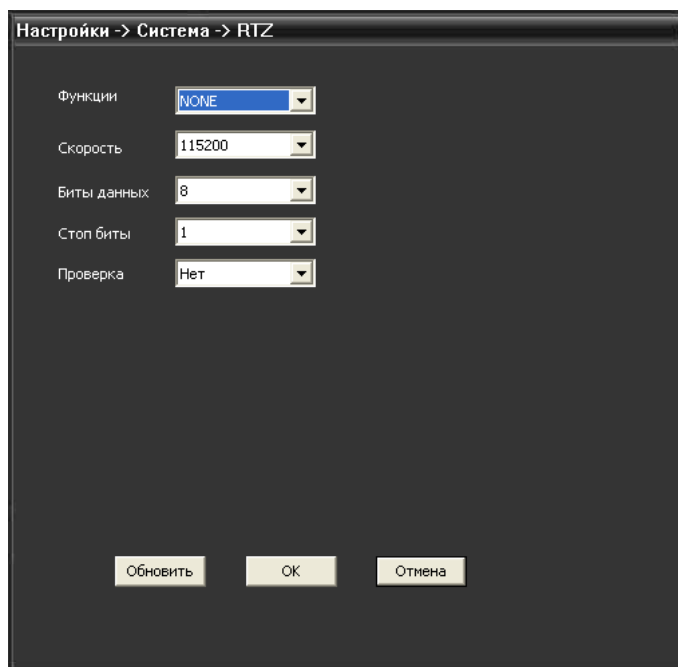 Настройки -> Система -> RTZ
Функции NONE
Скорость 115200
Биты данных 8
Стоп биты 1
Проверка Нет
Обновить OK Отмена